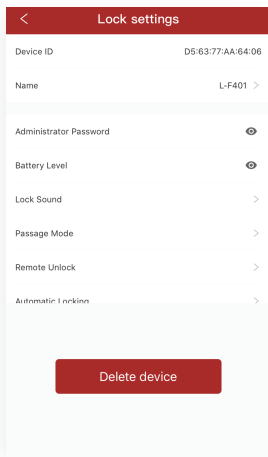 Lock settings
Device ID D5:63:77:AA:64:06
Name L-F401
Administrator Password
Battery Level
Lock Sound
Passage Mode
Remote Unlock
Automatic Locking
Delete device